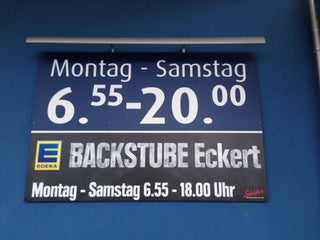 Montag - Samstag
6.55-20.00
E
EDEKA
BACKSTUBE Eckert
Montag - Samstag 6.55 - 18.00 Uhr